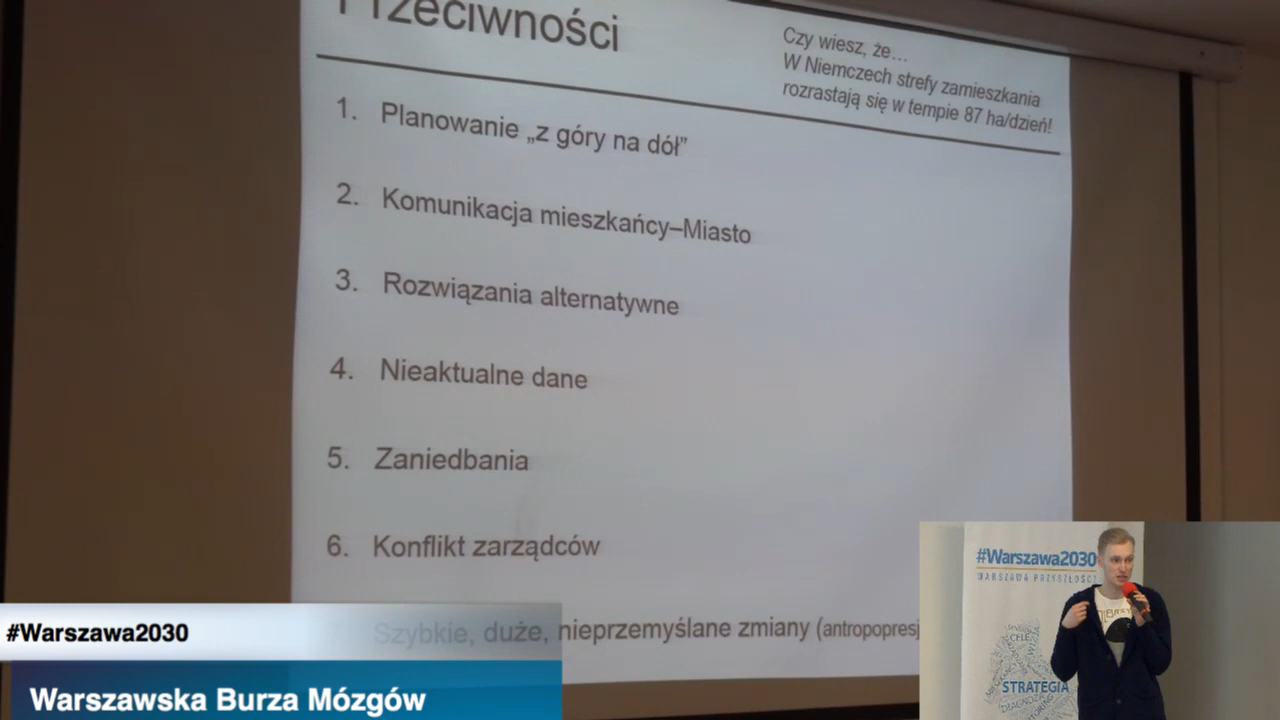 Przeciwności
Czy wiesz, że...
W Niemczech strefy zamieszkania
rozrastają się w tempie 87 ha/dzień!
1. Planowanie „z góry na dół”
2. Komunikacja mieszkańcy–Miasto
3. Rozwiązania alternatywne
4. Nieaktualne dane
5. Zaniedbania
6. Konflikt zarządców
Szybkie, duże, nieprzemyślane zmiany
#Warszawa2030
Warszawska Burza Mózgów
#Warszawa2030
WARSZAWA PRZYSZŁOŚCI
CELE
STRATEGIA